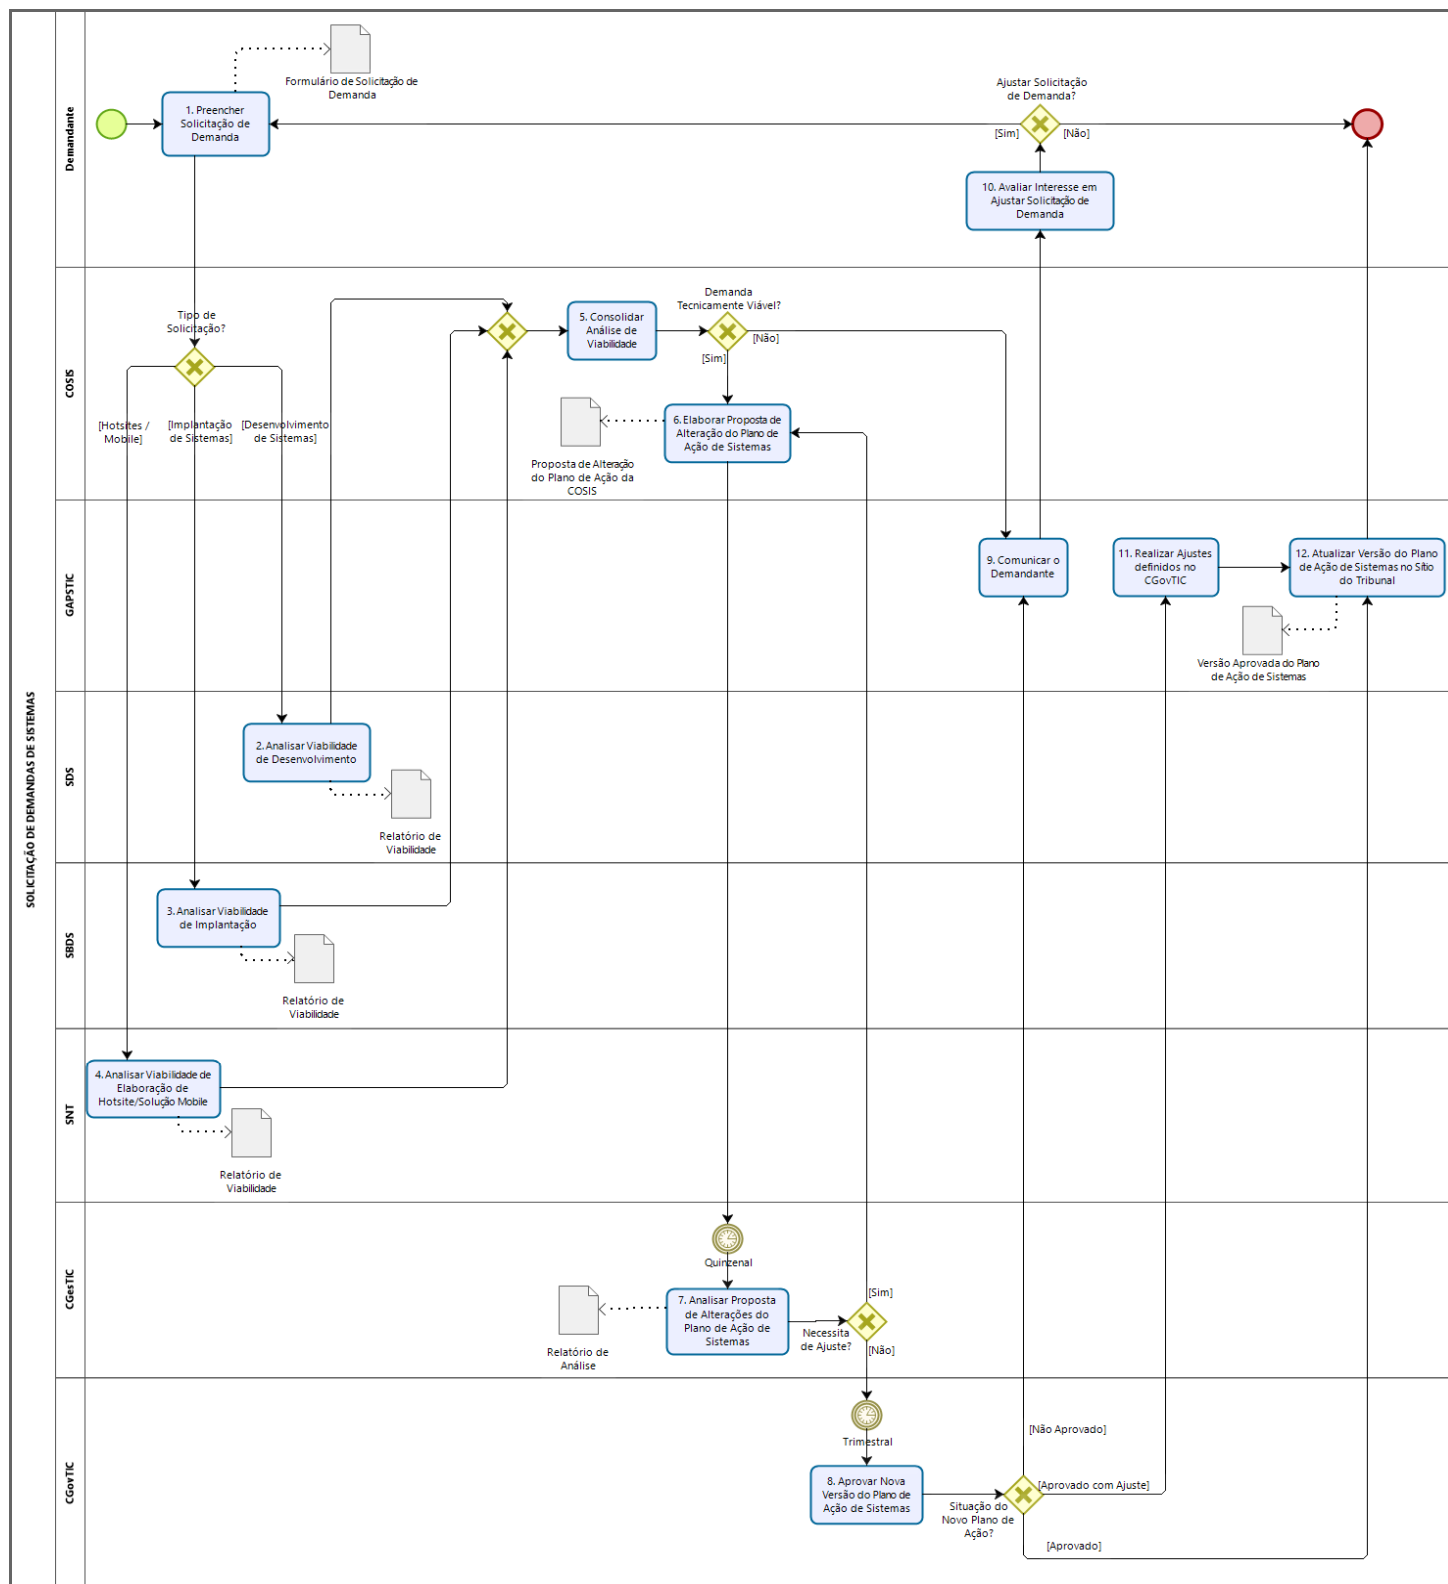 SOLICITAÇÃO DE DEMANDAS DE SISTEMAS
Demandante
Formulário de Solicitação de
Demanda
1. Preencher
Solicitação de
Demanda
Ajustar Solicitação
de Demanda?
[Sim]
[Não]
10. Avaliar Interesse em
Ajustar Solicitação de
Demanda
COSIS
Tipo de
Solicitação?
[Hotsites /
Mobile]
[Implantação
de Sistemas]
[Desenvolvimento
de Sistemas]
5. Consolidar
Análise de
Viabilidade
Demanda
Tecnicamente Viável?
[Não]
[Sim]
6. Elaborar Proposta de
Alteração do Plano de
Ação de Sistemas
Proposta de Alteração
do Plano de Ação da
COSIS
GAPSTIC
9. Comunicar o
Demandante
11. Realizar Ajustes
definidos no
CGovTIC
12. Atualizar Versão do Plano
de Ação de Sistemas no Sítio
do Tribunal
Versão Aprovada do Plano
de Ação de Sistemas
SDS
2. Analisar Viabilidade
de Desenvolvimento
Relatório de
Viabilidade
SBDS
3. Analisar Viabilidade
de Implantação
Relatório de
Viabilidade
SNT
4. Analisar Viabilidade de
Elaboração de
Hotsite/Solução Mobile
Relatório de
Viabilidade
CGesTIC
Quinzenal
7. Analisar Proposta
de Alterações do
Plano de Ação de
Sistemas
Relatório de
Análise
Necessita
de Ajuste?
[Sim]
[Não]
CGovTIC
Trimestral
8. Aprovar Nova
Versão do Plano de
Ação de Sistemas
Situação do
Novo Plano de
Ação?
[Não Aprovado]
[Aprovado com Ajuste]
[Aprovado]